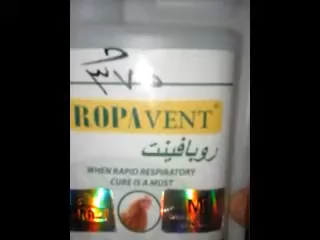 ROPAVENT®
روبافينت
WHEN RAPID RESPIRATORY
CURE IS A MUST